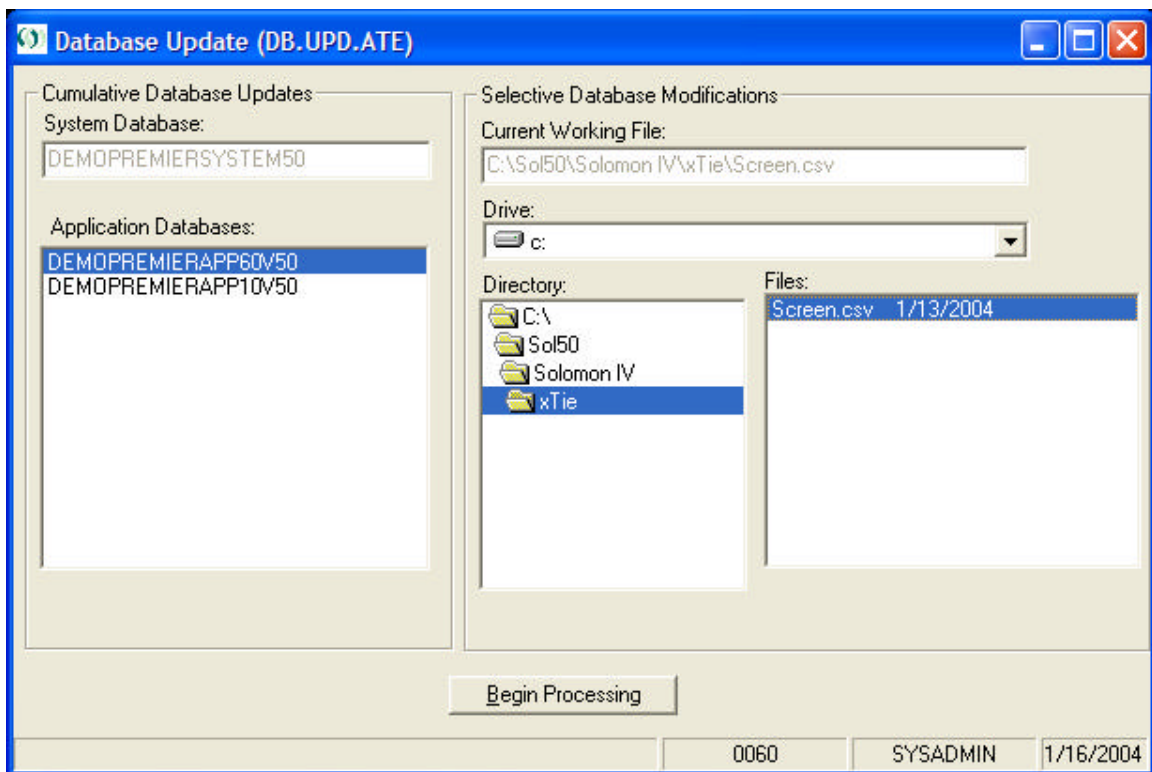 Database Update (DB.UPD.ATE)
Cumulative Database Updates
System Database:
DEMOPREMIERSYSTEM50
Application Databases:
DEMOPREMIERAPP60V50
DEMOPREMIERAPP10V50
Selective Database Modifications
Current Working File:
C:\Sol50\Solomon IV\xTie\Screen.csv
Drive:
c:
Directory:
C:\
Sol50
Solomon IV
xTie
Files:
Screen.csv 1/13/2004
Begin Processing
0060 SYSADMIN 1/16/2004